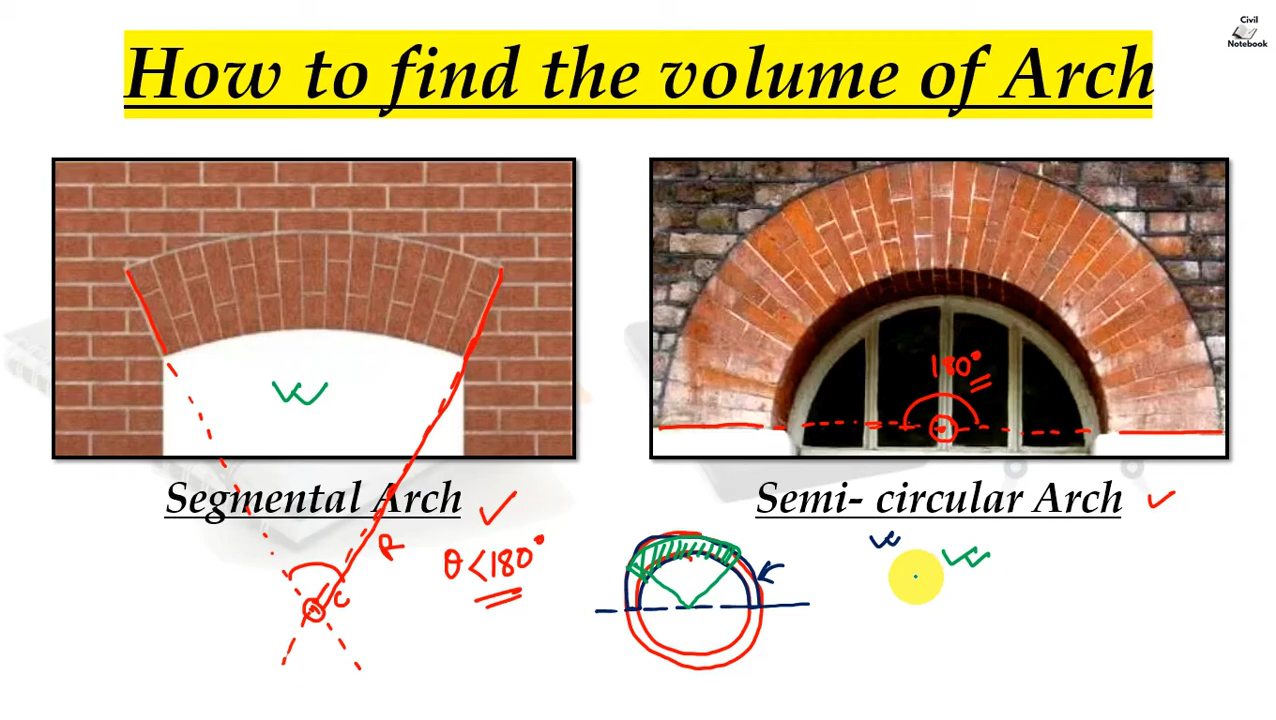 Civil
Notebook
How to find the volume of Arch
180°
Segmental Arch
Semi- circular Arch
R
θ < 180°
C